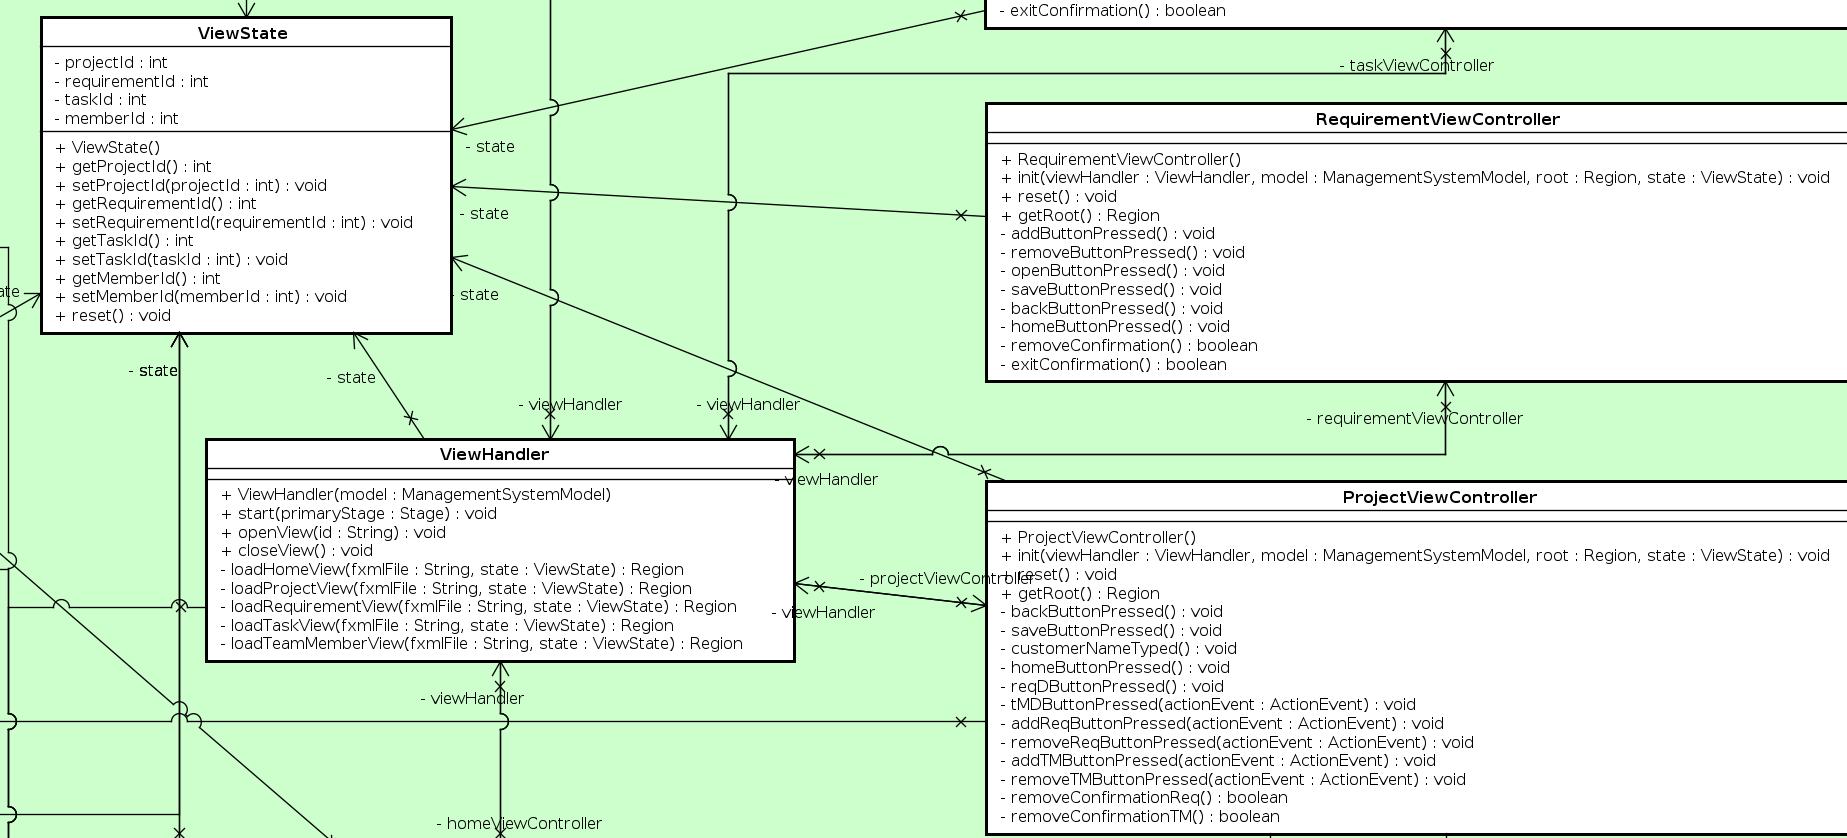 - exitConfirmation() : boolean
- taskViewController
ViewState
- projectId : int
- requirementId : int
- taskId : int
- memberId : int
+ ViewState()
+ getProjectId() : int
+ setProjectId(projectId : int) : void
+ getRequirementId() : int
+ setRequirementId(requirementId : int) : void
+ getTaskId() : int
+ setTaskId(taskId : int) : void
+ getMemberId() : int
+ setMemberId(memberId : int) : void
+ reset() : void
- state
- state
- state
- state
- state
RequirementViewController
+ RequirementViewController()
+ init(viewHandler : ViewHandler, model : ManagementSystemModel, root : Region, state : ViewState) : void
+ reset() : void
+ getRoot() : Region
- addButtonPressed() : void
- removeButtonPressed() : void
- openButtonPressed() : void
- saveButtonPressed() : void
- backButtonPressed() : void
- homeButtonPressed() : void
- removeConfirmation() : boolean
- exitConfirmation() : boolean
- viewHandler
- viewHandler
- requirementViewController
ViewHandler
+ ViewHandler(model : ManagementSystemModel)
+ start(primaryStage : Stage) : void
+ openView(id : String) : void
+ closeView() : void
- loadHomeView(fxmlFile : String, state : ViewState) : Region
- loadProjectView(fxmlFile : String, state : ViewState) : Region
- loadRequirementView(fxmlFile : String, state : ViewState) : Region
- loadTaskView(fxmlFile : String, state : ViewState) : Region
- loadTeamMemberView(fxmlFile : String, state : ViewState) : Region
- viewHandler
- projectViewController
- viewHandler
- viewHandler
- homeViewController
ProjectViewController
+ ProjectViewController()
+ init(viewHandler : ViewHandler, model : ManagementSystemModel, root : Region, state : ViewState) : void
+ reset() : void
+ getRoot() : Region
- backButtonPressed() : void
- saveButtonPressed() : void
- customerNameTyped() : void
- homeButtonPressed() : void
- reqDButtonPressed() : void
- tMDButtonPressed(actionEvent : ActionEvent) : void
- addReqButtonPressed(actionEvent : ActionEvent) : void
- removeReqButtonPressed(actionEvent : ActionEvent) : void
- addTMButtonPressed(actionEvent : ActionEvent) : void
- removeTMButtonPressed(actionEvent : ActionEvent) : void
- removeConfirmationReq() : boolean
- removeConfirmationTM() : boolean